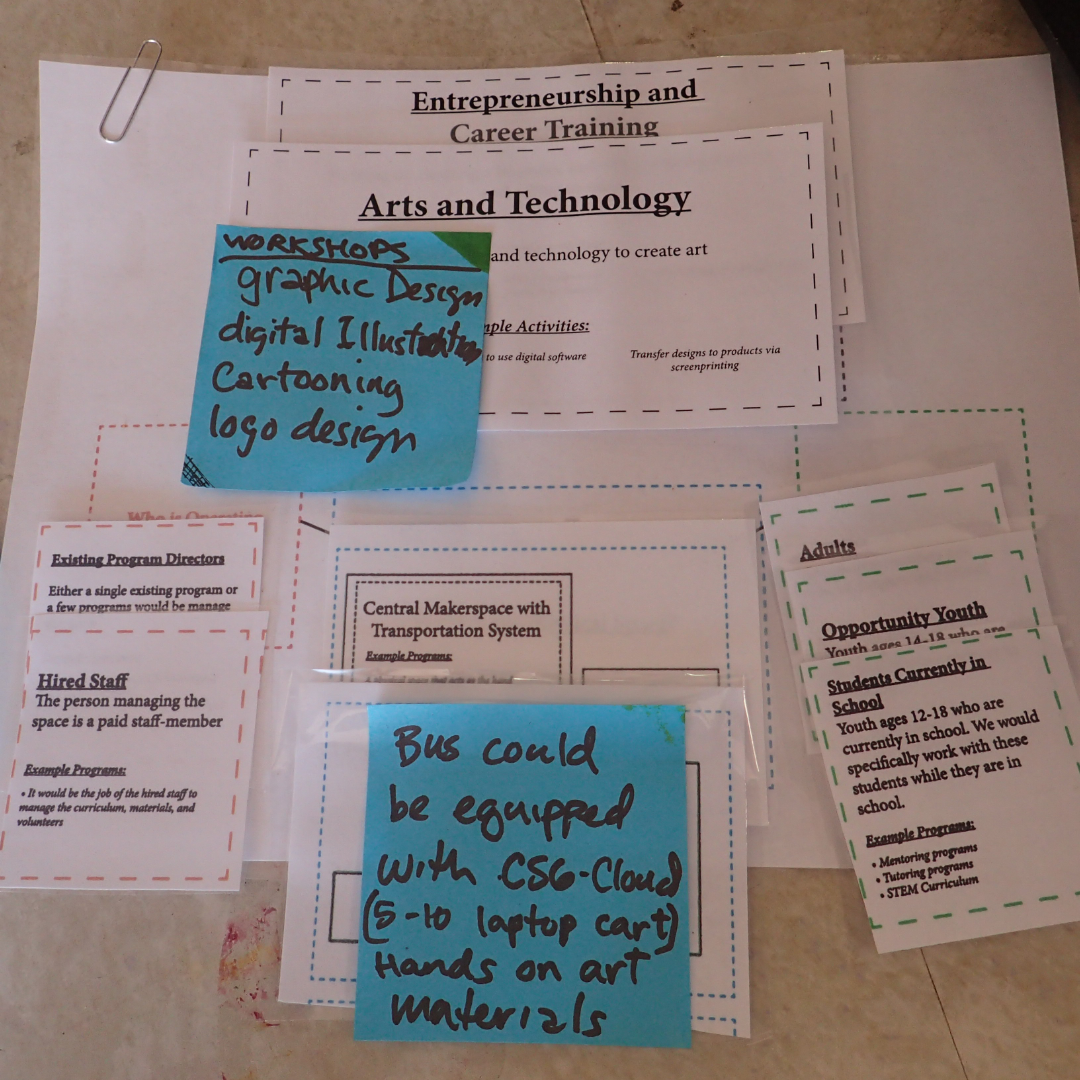 Entrepreneurship and
Career Training
Arts and Technology
and technology to create art
Activities:
to use digital software
Transfer designs to products via
screenprinting
WORKSHOPS
graphic Design
digital Illustration
Cartooning
logo design
Who is Operating
Existing Program Directors
Either a single existing program or
a few programs would be manage
Hired Staff
The person managing the
space is a paid staff-member
Example Programs:
• It would be the job of the hired staff to
manage the curriculum, materials, and
volunteers
Central Makerspace with
Transportation System
Example Programs:
Bus could
be equipped
with CS6-Cloud
(5-10 laptop cart)
Hands on art
materials
Adults
Opportunity Youth
Youth ages 14-18 who are
Students Currently in
School
Youth ages 12-18 who are
currently in school. We would
specifically work with these
students while they are in
school.
Example Programs:
• Mentoring programs
• Tutoring programs
• STEM Curriculum